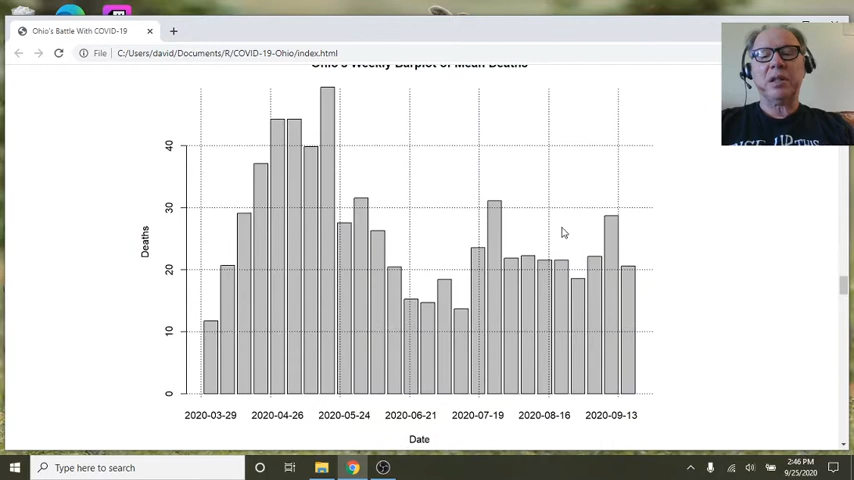 Ohio's Battle With COVID-19
File C:/Users/david/Documents/R/COVID-19-Ohio/index.html
Ohio's Weekly Barplot of Mean Deaths
40
30
20
10
0
Deaths
2020-03-29 2020-04-26 2020-05-24 2020-06-21 2020-07-19 2020-08-16 2020-09-13
Date
Type here to search
2:46 PM
9/25/2020